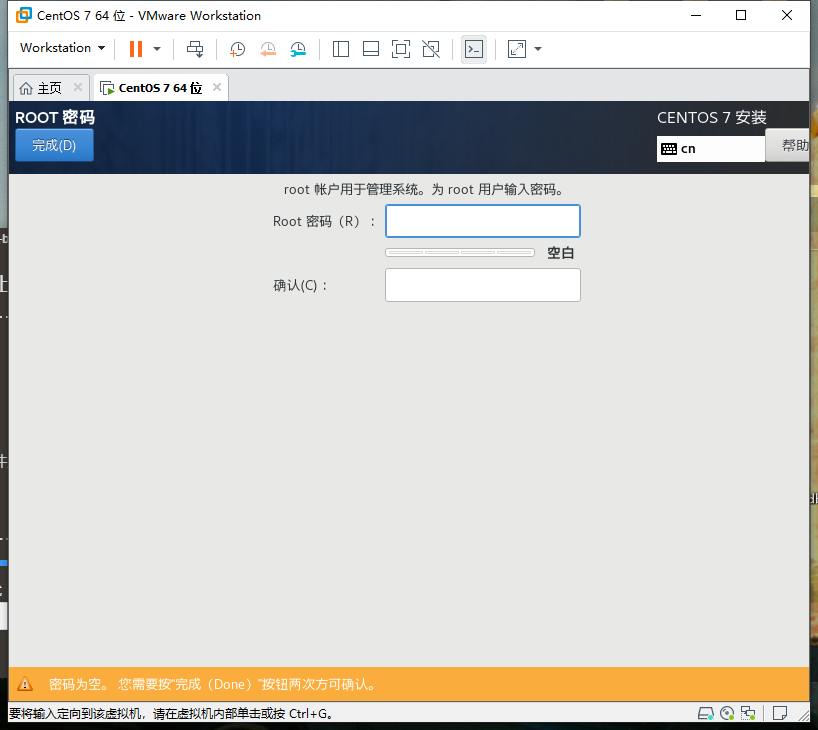 CentOS 7 64 位 - VMware Workstation
Workstation
主页
CentOS 7 64 位
ROOT 密码
CENTOS 7 安装
完成(D)
cn
帮助
root 帐户用于管理系统。为 root 用户输入密码。
Root 密码（R）：
空白
确认(C)：
密码为空。 您需要按“完成（Done）”按钮两次方可确认。
要将输入定向到该虚拟机，请在虚拟机内部单击或按 Ctrl+G。